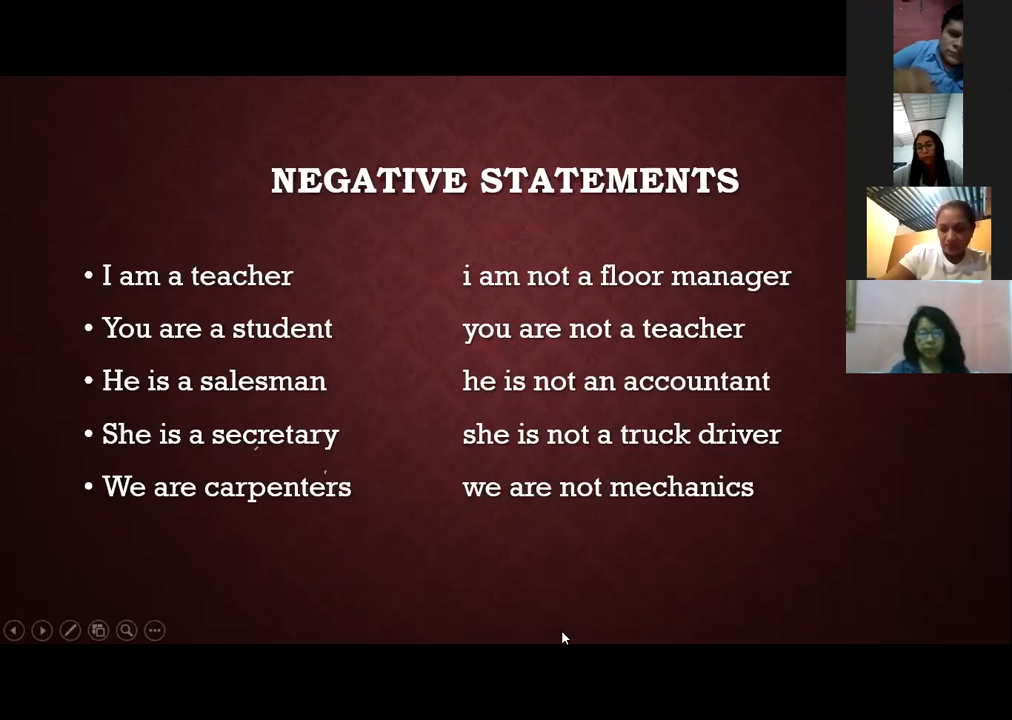 NEGATIVE STATEMENTS
• I am a teacher i am not a floor manager
• You are a student you are not a teacher
• He is a salesman he is not an accountant
• She is a secretary she is not a truck driver
• We are carpenters we are not mechanics